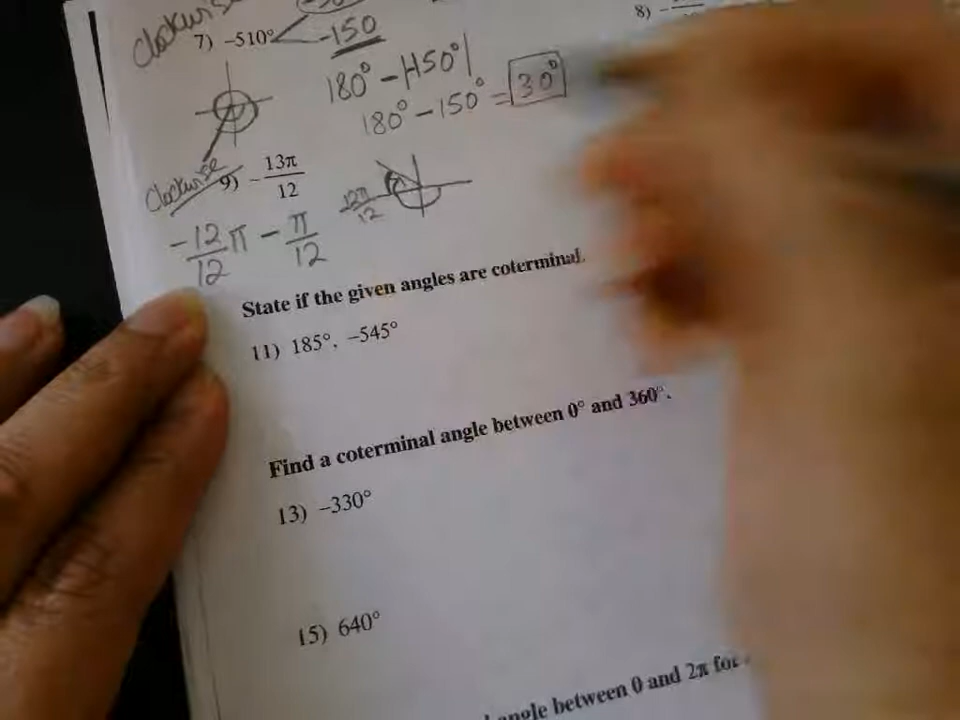 Clockwise
8) -
7) -510°
-150
180° - |-150°|
180° - 150° = 30°
Clockwise
9) - 13π/12
12π/12
-12/12 π - π/12
State if the given angles are coterminal.
11) 185°, -545°
Find a coterminal angle between 0° and 360°.
13) -330°
15) 640°
angle between 0 and 2π for